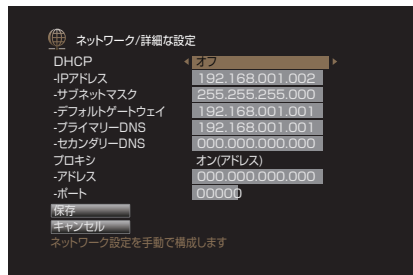 ネットワーク/詳細な設定
DHCP オフ
-IPアドレス 192.168.001.002
-サブネットマスク 255.255.255.000
-デフォルトゲートウェイ 192.168.001.001
-プライマリーDNS 192.168.001.001
-セカンダリーDNS 000.000.000.000
プロキシ オン(アドレス)
-アドレス 000.000.000.000
-ポート 00000
保存
キャンセル
ネットワーク設定を手動で構成します